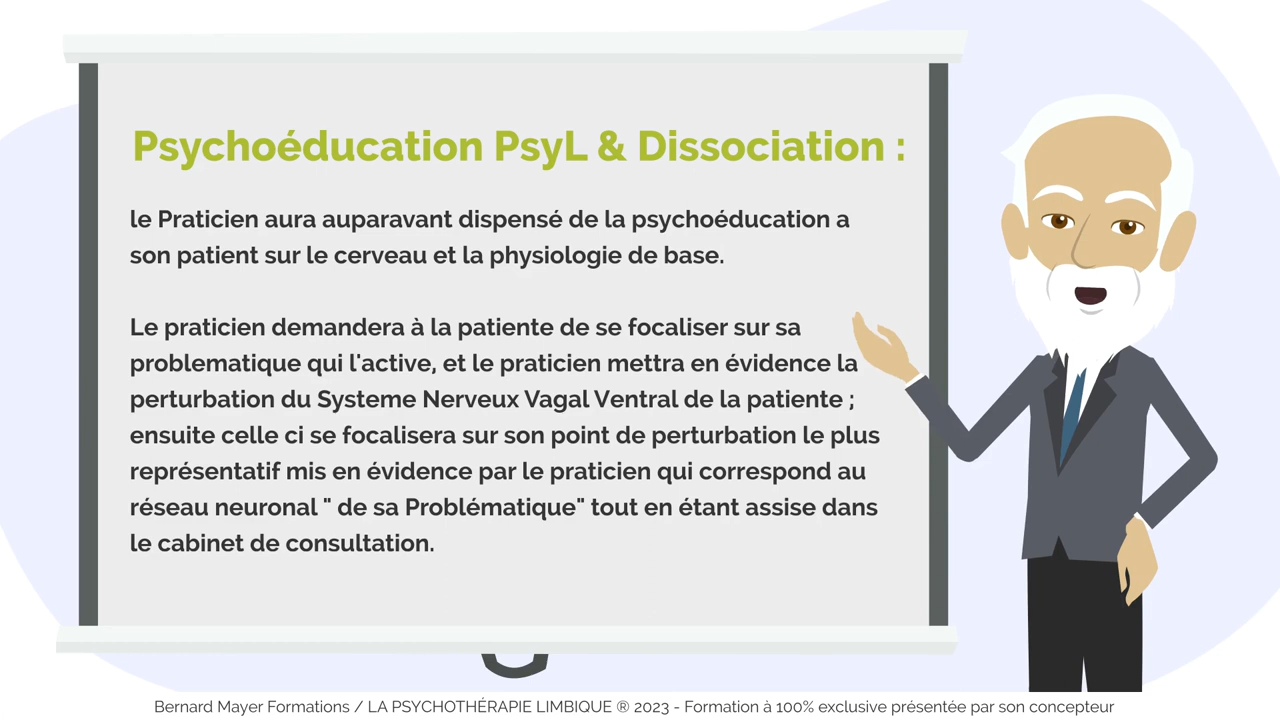 Psychoéducation PsyL & Dissociation :
le Praticien aura auparavant dispensé de la psychoéducation a
son patient sur le cerveau et la physiologie de base.
Le praticien demandera à la patiente de se focaliser sur sa
problematique qui l'active, et le praticien mettra en évidence la
perturbation du Systeme Nerveux Vagal Ventral de la patiente ;
ensuite celle ci se focalisera sur son point de perturbation le plus
représentatif mis en évidence par le praticien qui correspond au
réseau neuronal " de sa Problématique" tout en étant assise dans
le cabinet de consultation.
Bernard Mayer Formations / LA PSYCHOTHÉRAPIE LIMBIQUE ® 2023 - Formation à 100% exclusive présentée par son concepteur